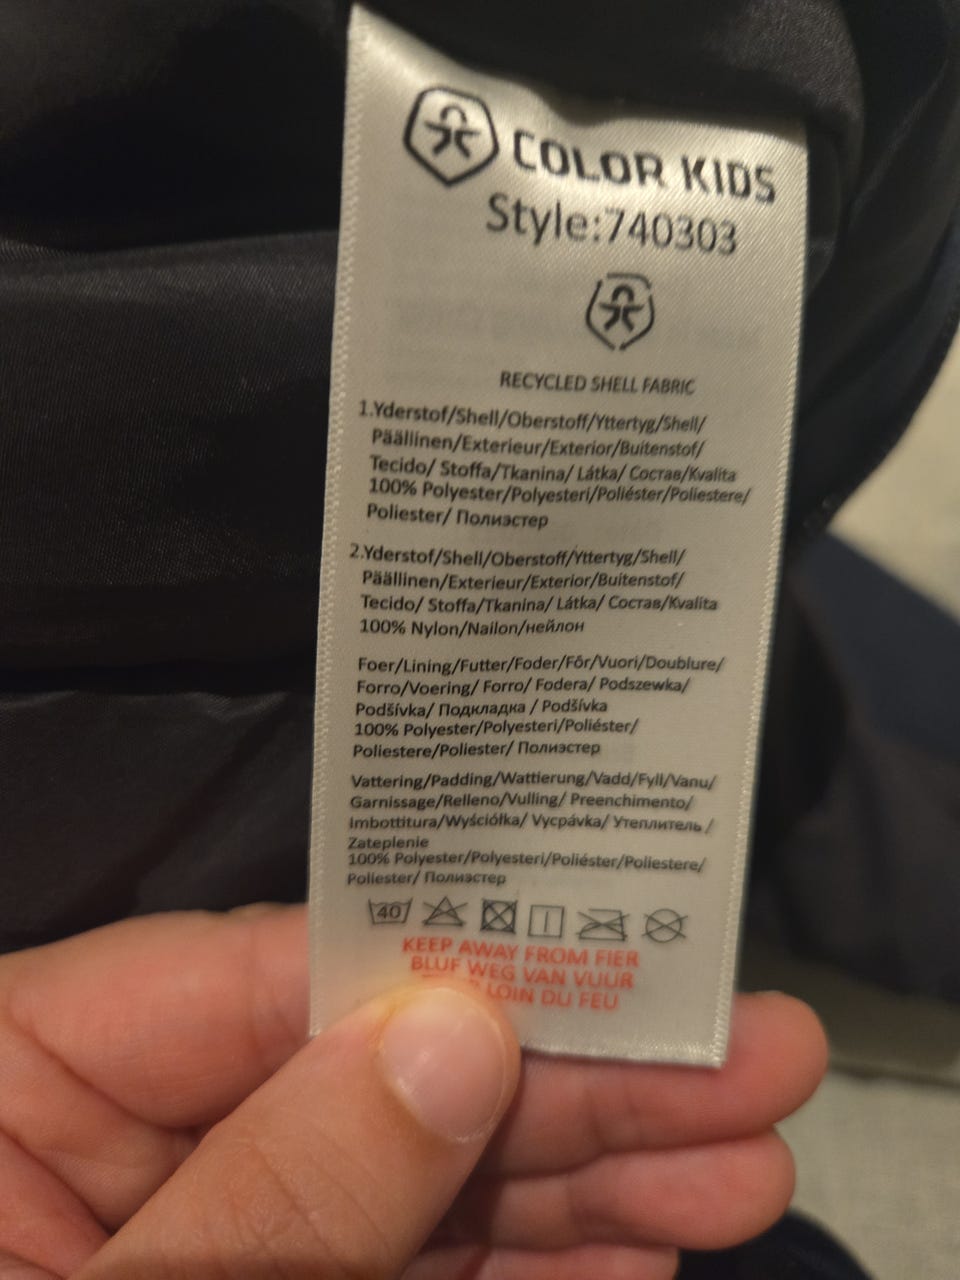 COLOR KIDS
Style:740303
RECYCLED SHELL FABRIC
1.Yderstof/Shell/Oberstoff/Yttertyg/Shell/
Päällinen/Exterieur/Exterior/Buitenstof/
Tecido/ Stoffa/Tkanina/ Látka/ Состав/Kvalita
100% Polyester/Polyesteri/Poliéster/Poliestere/
Poliester/ Полиэстер
2.Yderstof/Shell/Oberstoff/Yttertyg/Shell/
Päällinen/Exterieur/Exterior/Buitenstof/
Tecido/ Stoffa/Tkanina/ Látka/ Состав/Kvalita
100% Nylon/Nailon/нейлон
Foer/Lining/Futter/Foder/Fôr/Vuori/Doublure/
Forro/Voering/ Forro/ Fodera/ Podszewka/
Podšívka/ Подкладка / Podšívka
100% Polyester/Polyesteri/Poliéster/
Poliestere/Poliester/ Полиэстер
Vattering/Padding/Wattierung/Vadd/Fyll/Vanu/
Garnissage/Relleno/Vulling/ Preenchimento/
Imbottitura/Wyściółka/ Vycpávka/ Утеплитель /
Zateplenie
100% Polyester/Polyesteri/Poliéster/Poliestere/
Poliester/ Полиэстер
40
KEEP AWAY FROM FIER
BLUF WEG VAN VUUR
LOIN DU FEU